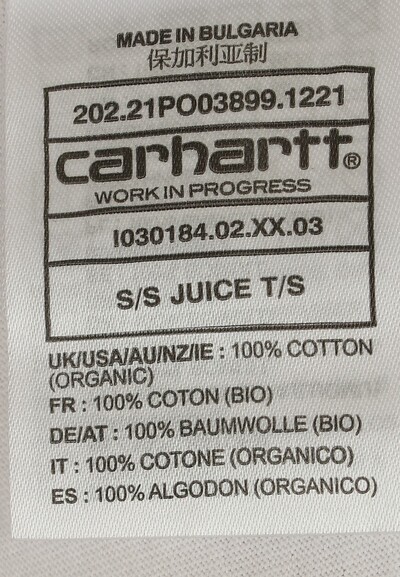 MADE IN BULGARIA
保加利亚制
202.21PO03899.1221
carhartt®
WORK IN PROGRESS
I030184.02.XX.03
S/S JUICE T/S
UK/USA/AU/NZ/IE : 100% COTTON
(ORGANIC)
FR : 100% COTON (BIO)
DE/AT : 100% BAUMWOLLE (BIO)
IT : 100% COTONE (ORGANICO)
ES : 100% ALGODON (ORGANICO)